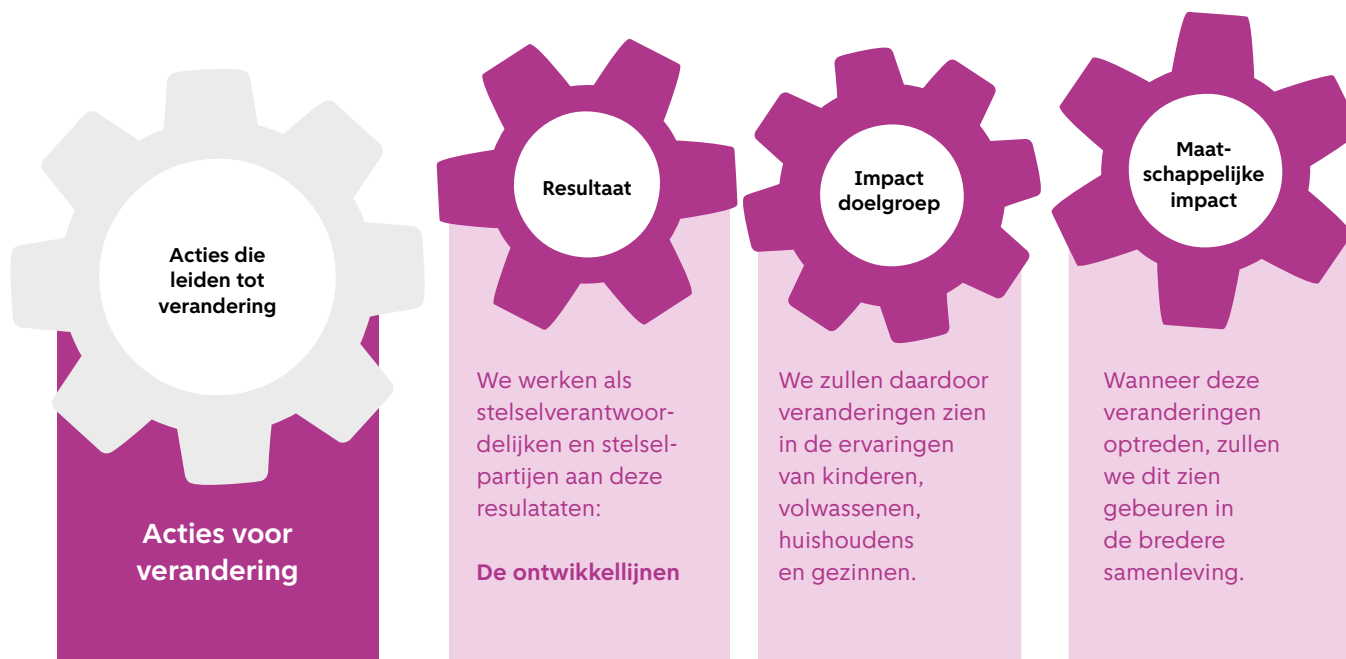 Acties die
leiden tot
verandering
Acties voor
verandering
Resultaat
We werken als
stelselverantwoor-
delijken en stelsel-
partijen aan deze
resulataten:
De ontwikkellijnen
Impact
doelgroep
We zullen daardoor
veranderingen zien
in de ervaringen
van kinderen,
volwassenen,
huishoudens
en gezinnen.
Maat-
schappelijke
impact
Wanneer deze
veranderingen
optreden, zullen
we dit zien
gebeuren in
de bredere
samenleving.